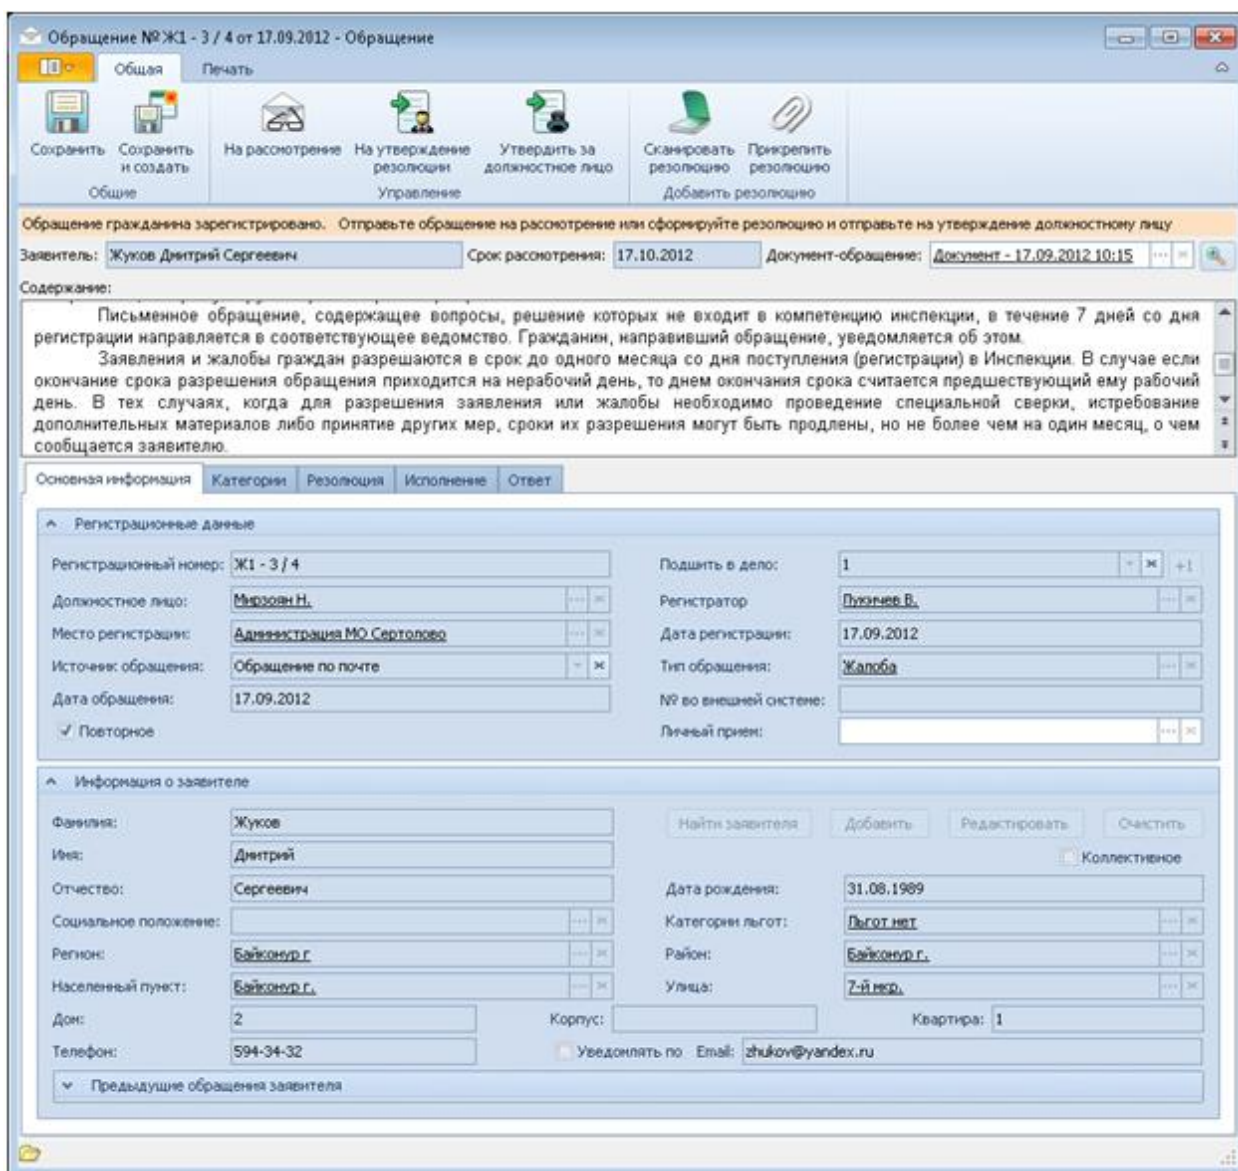 Обращение № Ж1 - 3 / 4 от 17.09.2012 - Обращение
Общая Печать
Сохранить Сохранить и создать На рассмотрение На утверждение резолюции Утвердить за должностное лицо Сканировать резолюцию Прикрепить резолюцию
Общие Управление Добавить резолюцию
Обращение гражданина зарегистрировано. Отправьте обращение на рассмотрение или сформируйте резолюцию и отправьте на утверждение должностному лицу
Заявитель: Жуков Дмитрий Сергеевич Срок рассмотрения: 17.10.2012 Документ-обращение: Документ - 17.09.2012 10:15
Содержание:
Письменное обращение, содержащее вопросы, решение которых не входит в компетенцию инспекции, в течение 7 дней со дня
регистрации направляется в соответствующее ведомство. Гражданин, направивший обращение, уведомляется об этом.
Заявления и жалобы граждан разрешаются в срок до одного месяца со дня поступления (регистрации) в Инспекции. В случае если
окончание срока разрешения обращения приходится на нерабочий день, то днем окончания срока считается предшествующий ему рабочий
день. В тех случаях, когда для разрешения заявления или жалобы необходимо проведение специальной сверки, истребование
дополнительных материалов либо принятие других мер, сроки их разрешения могут быть продлены, но не более чем на один месяц, о чем
сообщается заявителю.
Основная информация Категории Резолюция Исполнение Ответ
Регистрационные данные
Регистрационный номер: Ж1 - 3 / 4 Подшить в дело: 1 +1
Должностное лицо: Мирзоян Н. Регистратор Лукичев В.
Место регистрации: Администрация МО Сертолово Дата регистрации: 17.09.2012
Источник обращения: Обращение по почте Тип обращения: Жалоба
Дата обращения: 17.09.2012 № во внешней системе:
Повторное Личный прием:
Информация о заявителе
Фамилия: Жуков Найти заявителя Добавить Редактировать Очистить
Имя: Дмитрий Коллективное
Отчество: Сергеевич Дата рождения: 31.08.1989
Социальное положение: Категории льгот: Льгот нет
Регион: Байконур г Район: Байконур г.
Населенный пункт: Байконур г. Улица: 7-й мкр.
Дом: 2 Корпус: Квартира: 1
Телефон: 594-34-32 Уведомлять по Email: zhukov@yandex.ru
Предыдущие обращения заявителя